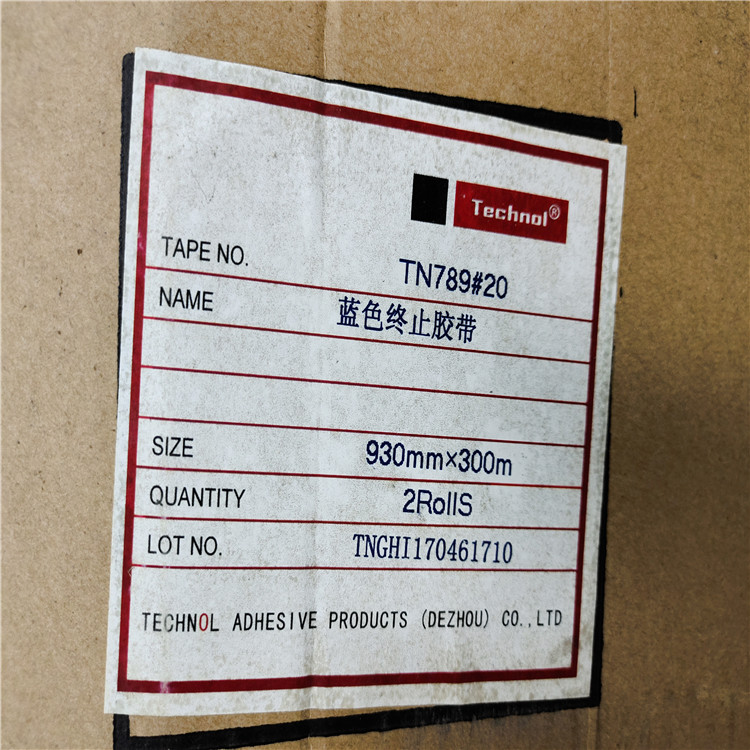 Technol®
TAPE NO. TN789#20
NAME 蓝色终止胶带
SIZE 930mm×300m
QUANTITY 2RollS
LOT NO. TNGHI170461710
TECHNOL ADHESIVE PRODUCTS (DEZHOU) CO.,LTD